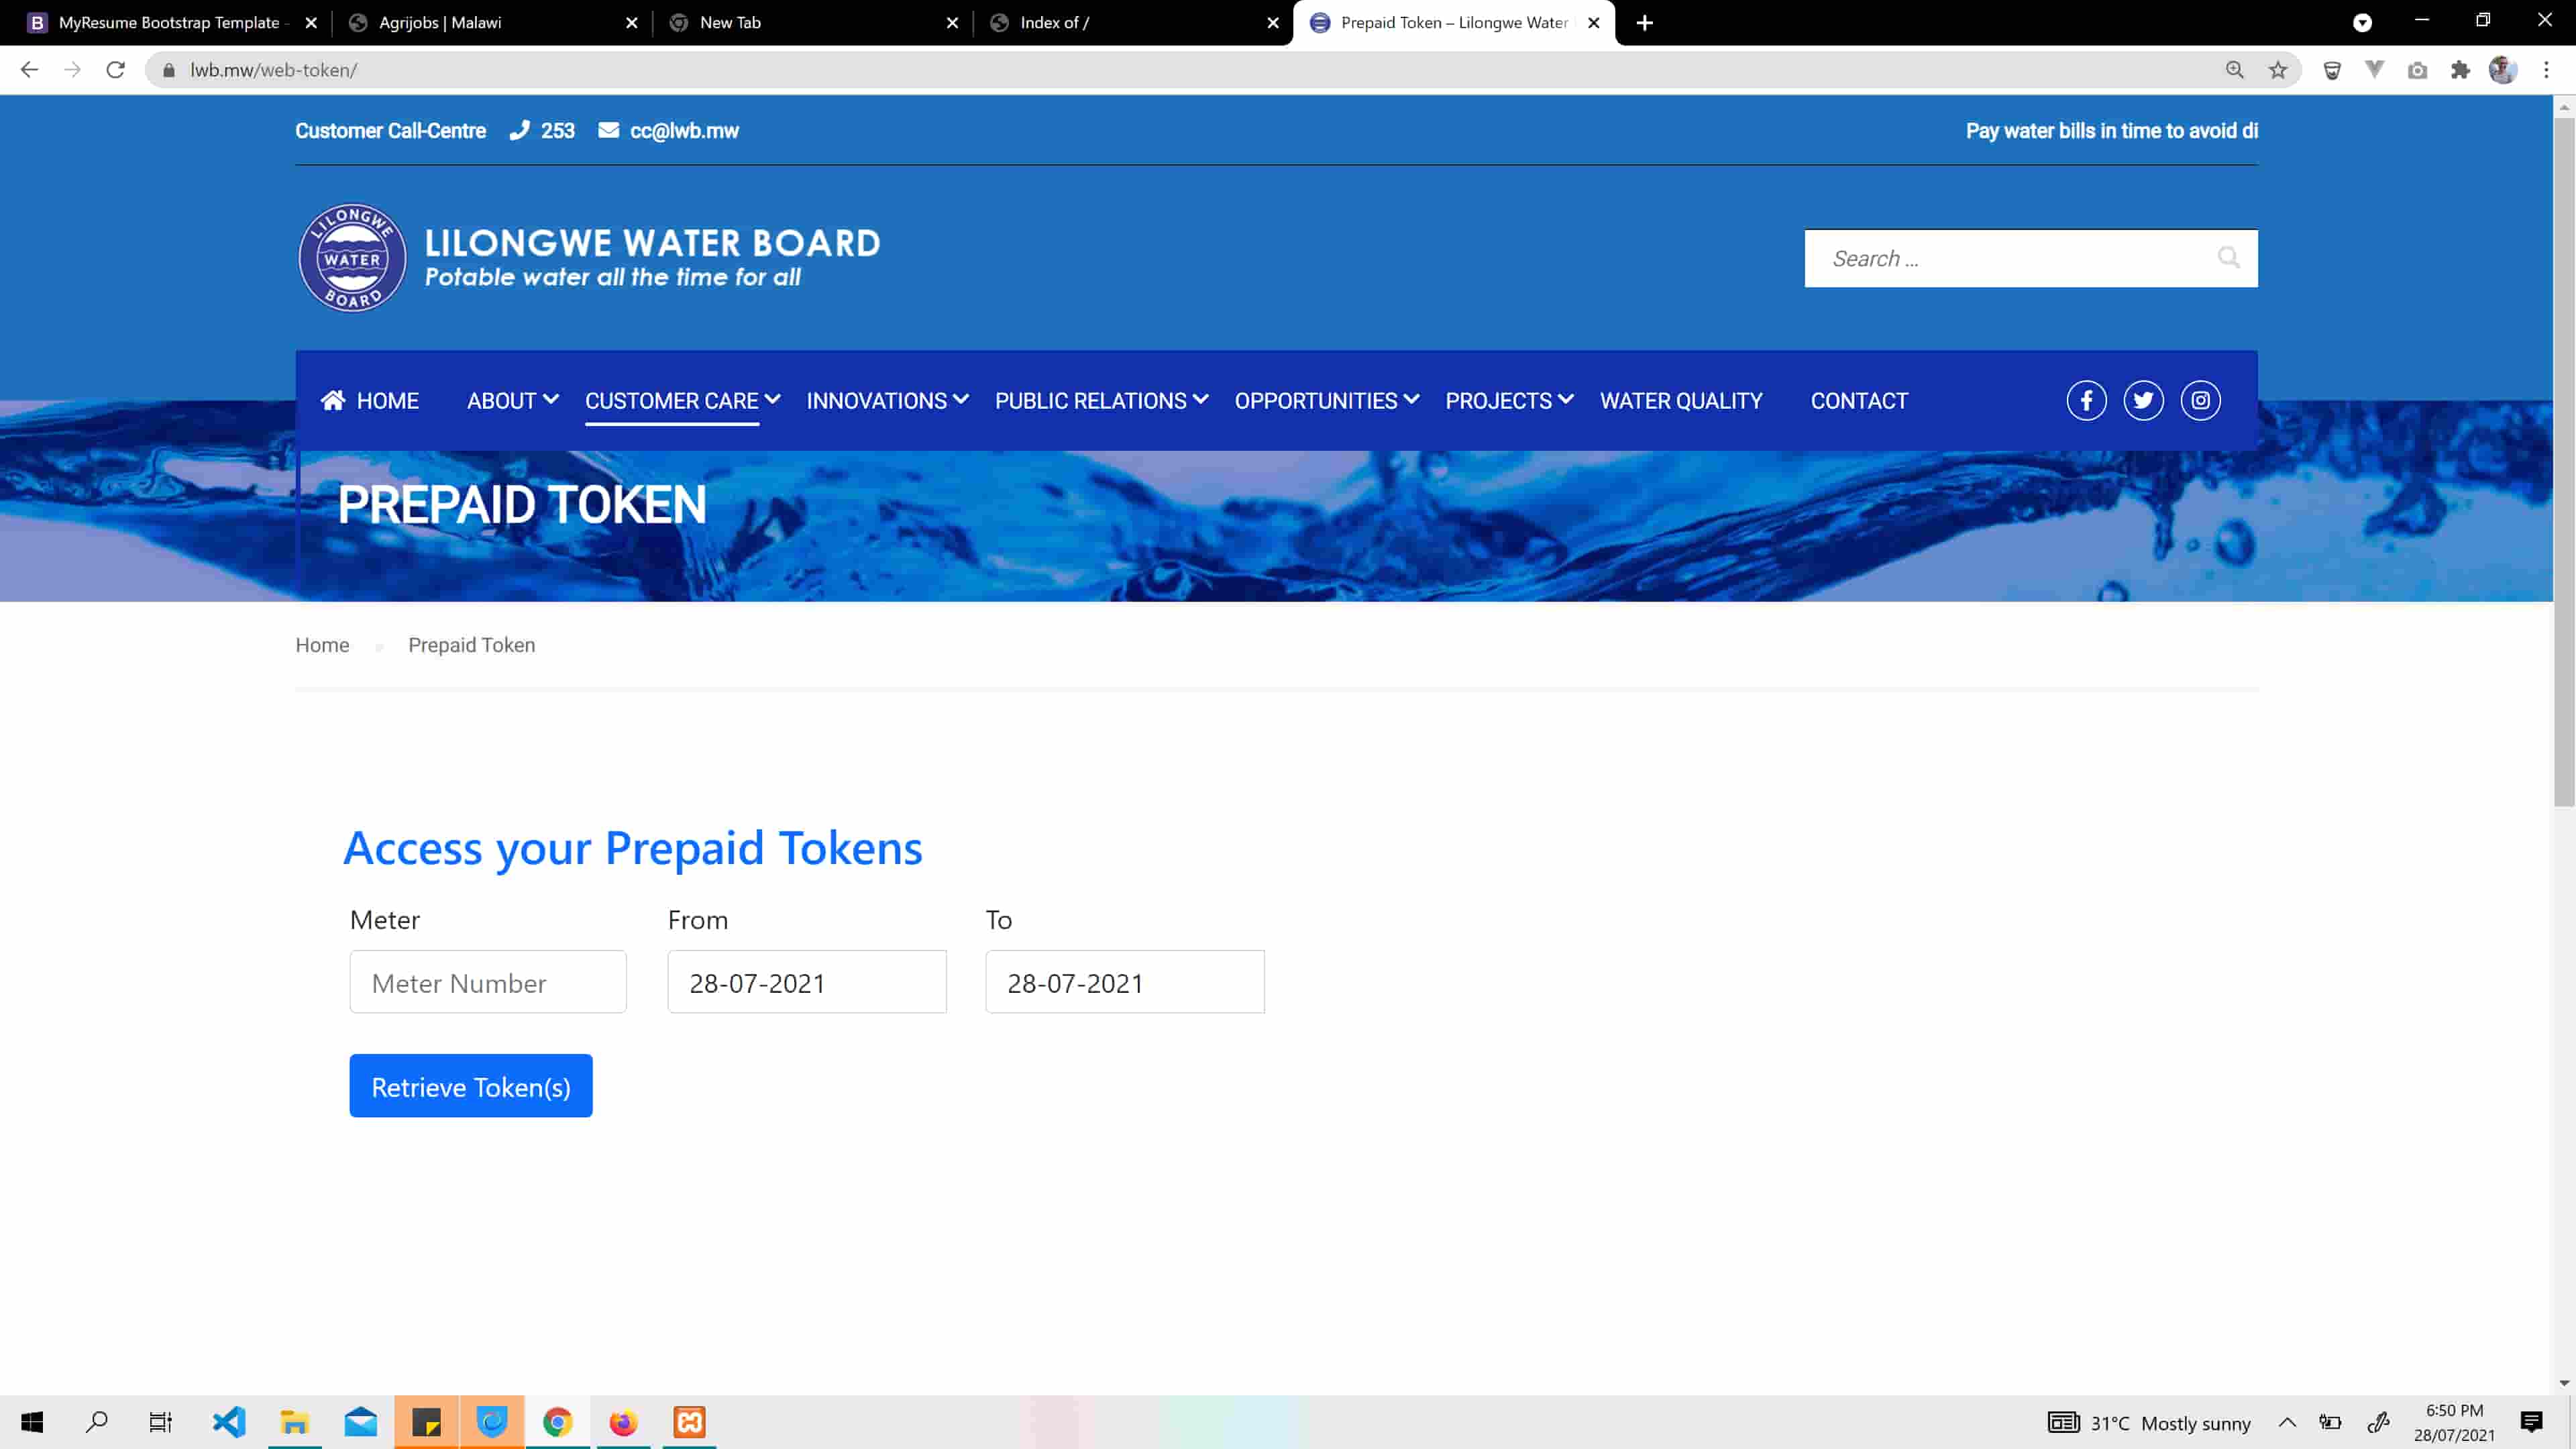 MyResume Bootstrap Template -
Agrijobs | Malawi
New Tab
Index of /
Prepaid Token – Lilongwe Water
lwb.mw/web-token/
Customer Call-Centre 253 cc@lwb.mw
Pay water bills in time to avoid di
LILONGWE WATER BOARD
LILONGWE WATER BOARD
Potable water all the time for all
Search ...
HOME ABOUT CUSTOMER CARE INNOVATIONS PUBLIC RELATIONS OPPORTUNITIES PROJECTS WATER QUALITY CONTACT
PREPAID TOKEN
Home Prepaid Token
Access your Prepaid Tokens
Meter From To
Meter Number 28-07-2021 28-07-2021
Retrieve Token(s)
31°C Mostly sunny
6:50 PM
28/07/2021